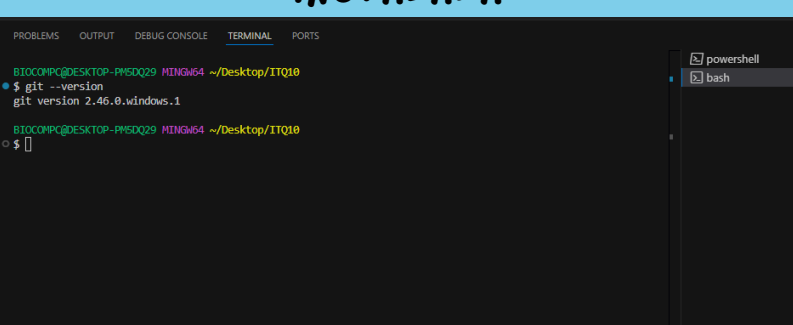 PROBLEMS OUTPUT DEBUG CONSOLE TERMINAL PORTS
powershell
bash
BIOCOMPC@DESKTOP-PM5DQ29 MINGW64 ~/Desktop/ITQ10
$ git --version
git version 2.46.0.windows.1
BIOCOMPC@DESKTOP-PM5DQ29 MINGW64 ~/Desktop/ITQ10
$